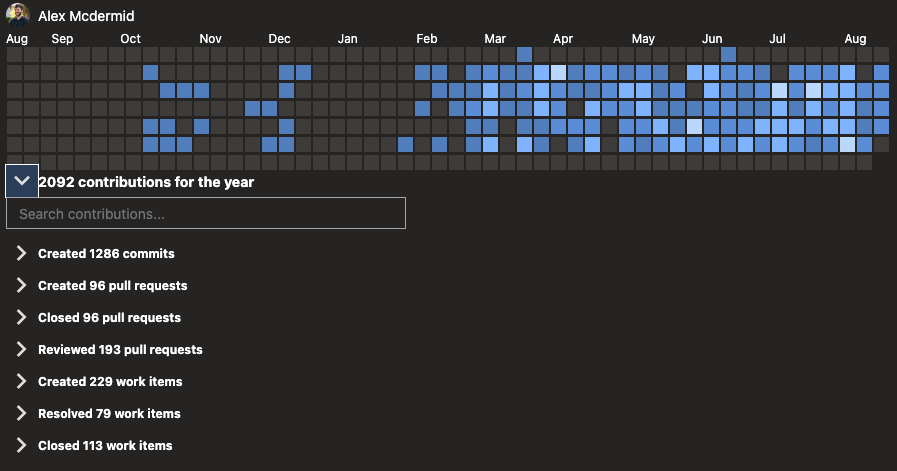 Alex Mcdermid
Aug Sep Oct Nov Dec Jan Feb Mar Apr May Jun Jul Aug
2092 contributions for the year
Search contributions...
Created 1286 commits
Created 96 pull requests
Closed 96 pull requests
Reviewed 193 pull requests
Created 229 work items
Resolved 79 work items
Closed 113 work items